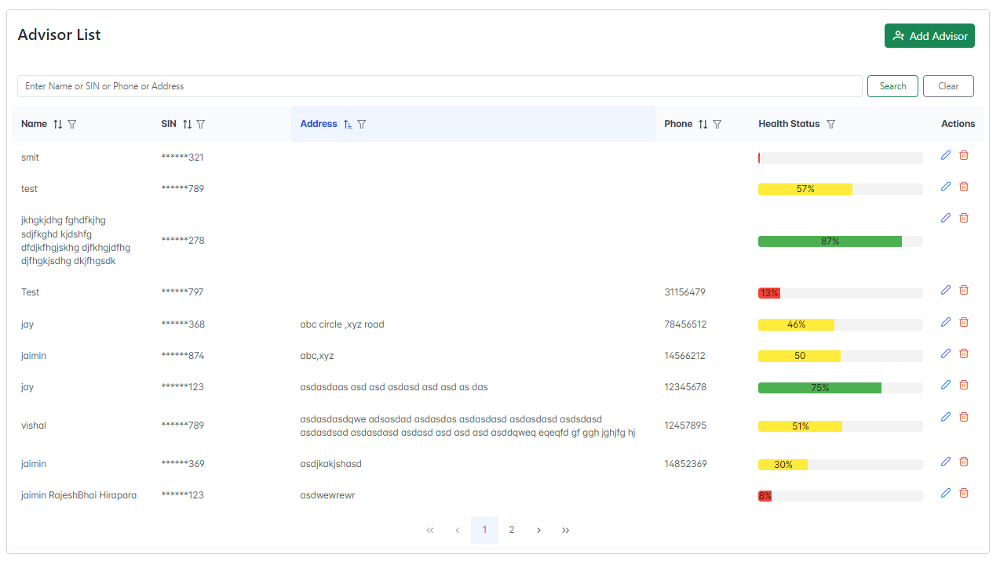 Advisor List
Add Advisor
Enter Name or SIN or Phone or Address
Search
Clear
Name SIN Address Phone Health Status Actions
smit ******321
test ******789 57%
jkhgkjdhg fghdfkjhg
sdjfkghd kjdshfg
dfdjkfhgjskhg djfkhgjdfhg
djfhgkjsdhg dkjfhgsdk
******278 87%
Test ******797 31156479 13%
jay ******368 abc circle ,xyz road 78456512 46%
jaimin ******874 abc,xyz 14566212 50
jay ******123 asdasdaas asd asd asdasd asd asd as das 12345678 75%
vishal ******789
asdasdasdqwe adsasdad asdasdas asdasdasd asdasdasd asdsdasd
asdasdsad asdasdasd asdasd asd asd asd asddqweq eqeqfd gf ggh jghjfg hj
12457895 51%
jaimin ******369 asdjkakjshasd 14852369 30%
jaimin RajeshBhai Hirapara ******123 asdwewrewr 8%
« ‹ 1 2 › »